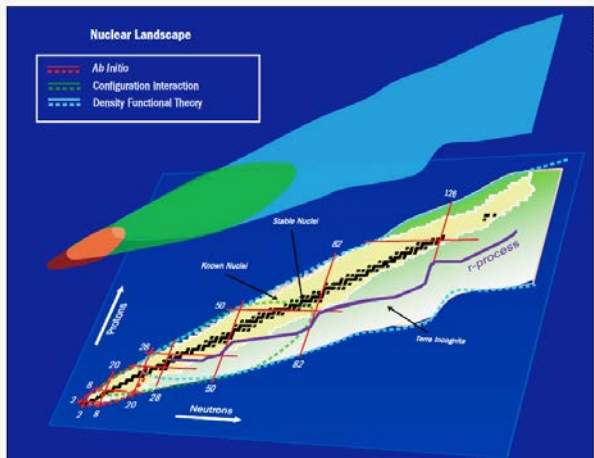 Nuclear Landscape
Ab Initio
Configuration Interaction
Density Functional Theory
126
Stable Nuclei
82
Known Nuclei
r-process
50
Protons
Terra Incognita
28
20
82
8
50
2
28
20
2
8
Neutrons